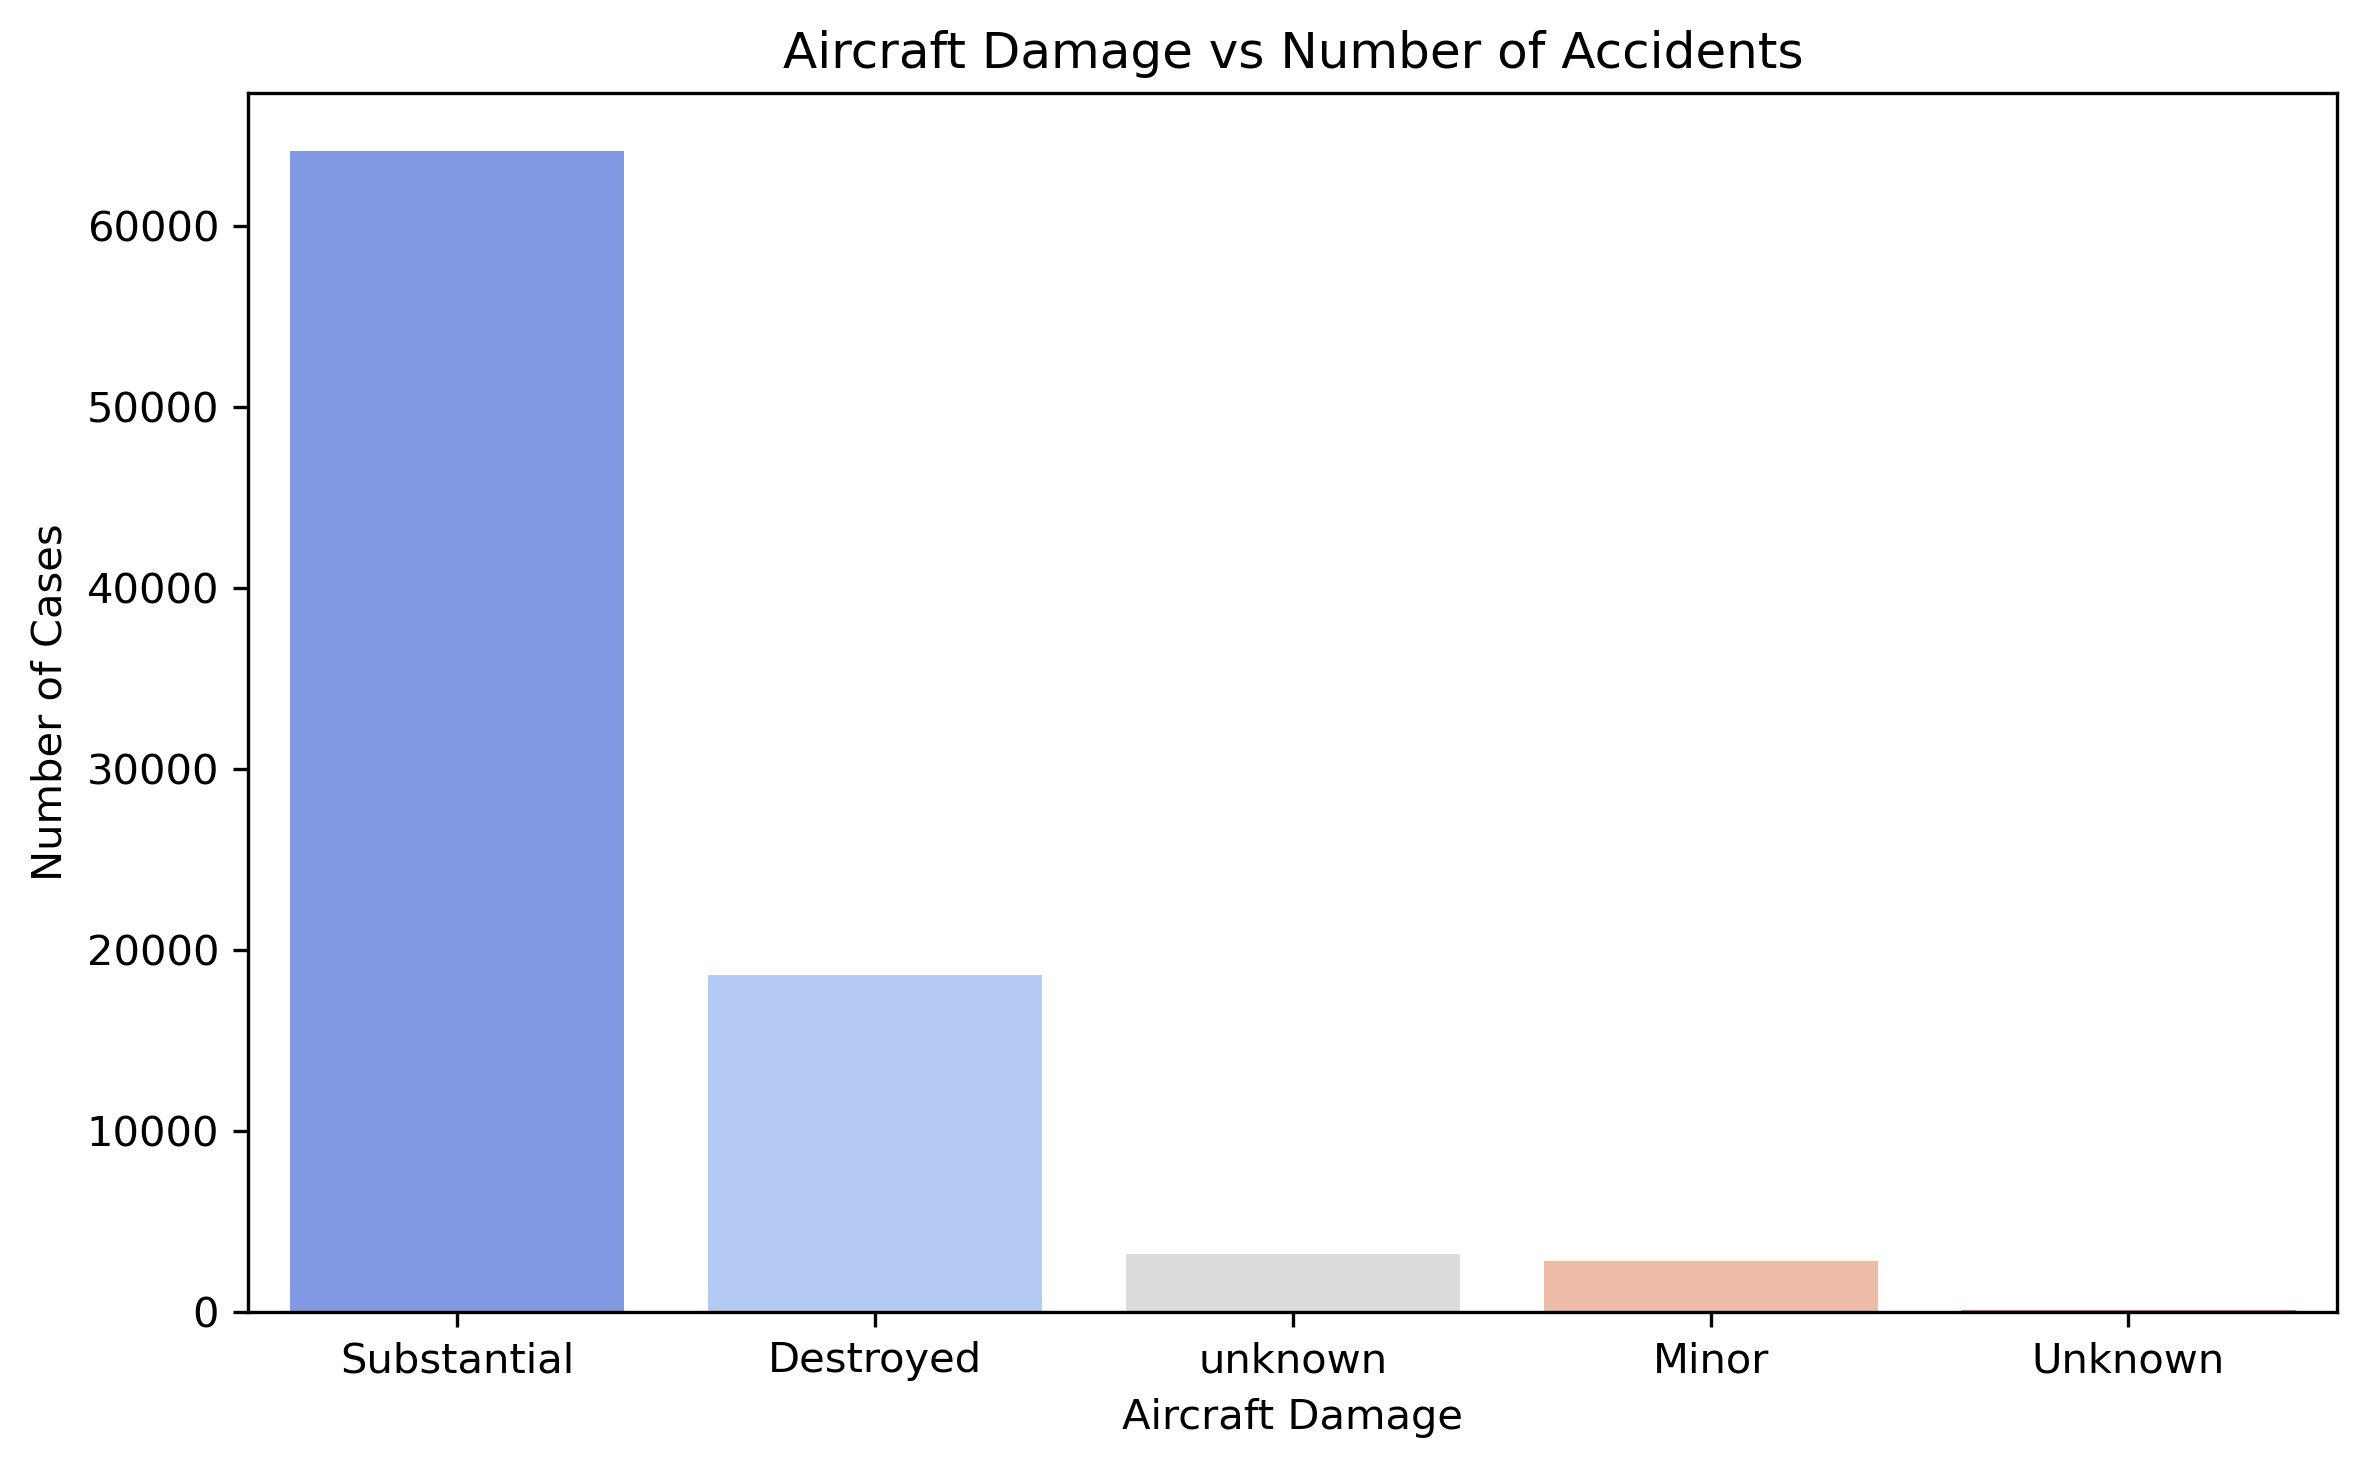 Aircraft Damage vs Number of Accidents
Number of Cases
60000
50000
40000
30000
20000
10000
0
Substantial Destroyed unknown Minor Unknown
Aircraft Damage